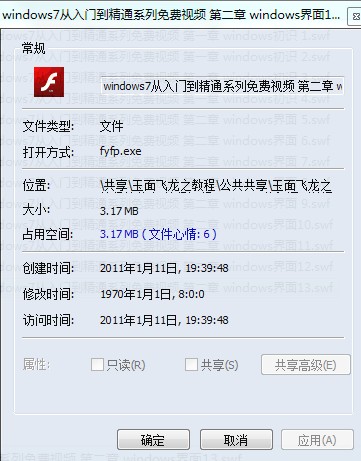 windows7从入门到精通系列免费视频 第二章 windows界面1...
常规
windows7从入门到精通系列免费视频 第二章 w
文件类型: 文件
打开方式: fyfp.exe
位置: \共享\玉面飞龙之教程\公共共享\玉面飞龙之
大小: 3.17 MB
占用空间: 3.17 MB (文件心情: 6)
创建时间: 2011年1月11日, 19:39:48
修改时间: 1970年1月1日, 8:0:0
访问时间: 2011年1月11日, 19:39:48
属性: 只读(R) 共享(S) 共享高级(E)
确定 取消 应用(A)